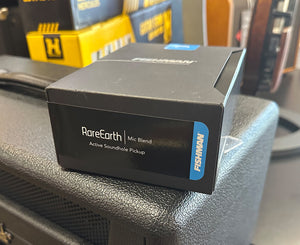 FISHMAN
RareEarth | Mic Blend
Active Soundhole Pickup
FISHMAN